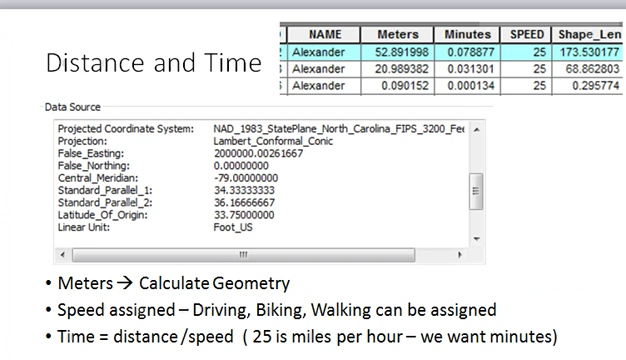 NAME Meters Minutes SPEED Shape_Len
Alexander 52.891998 0.078877 25 173.530177
Alexander 20.989382 0.031301 25 68.862803
Alexander 0.090152 0.000134 25 0.295774
Distance and Time
Data Source
Projected Coordinate System: NAD_1983_StatePlane_North_Carolina_FIPS_3200_Fee
Projection: Lambert_Conformal_Conic
False_Easting: 2000000.00261667
False_Northing: 0.00000000
Central_Meridian: -79.00000000
Standard_Parallel_1: 34.33333333
Standard_Parallel_2: 36.16666667
Latitude_Of_Origin: 33.75000000
Linear Unit: Foot_US
• Meters → Calculate Geometry
• Speed assigned – Driving, Biking, Walking can be assigned
• Time = distance/speed ( 25 is miles per hour – we want minutes)